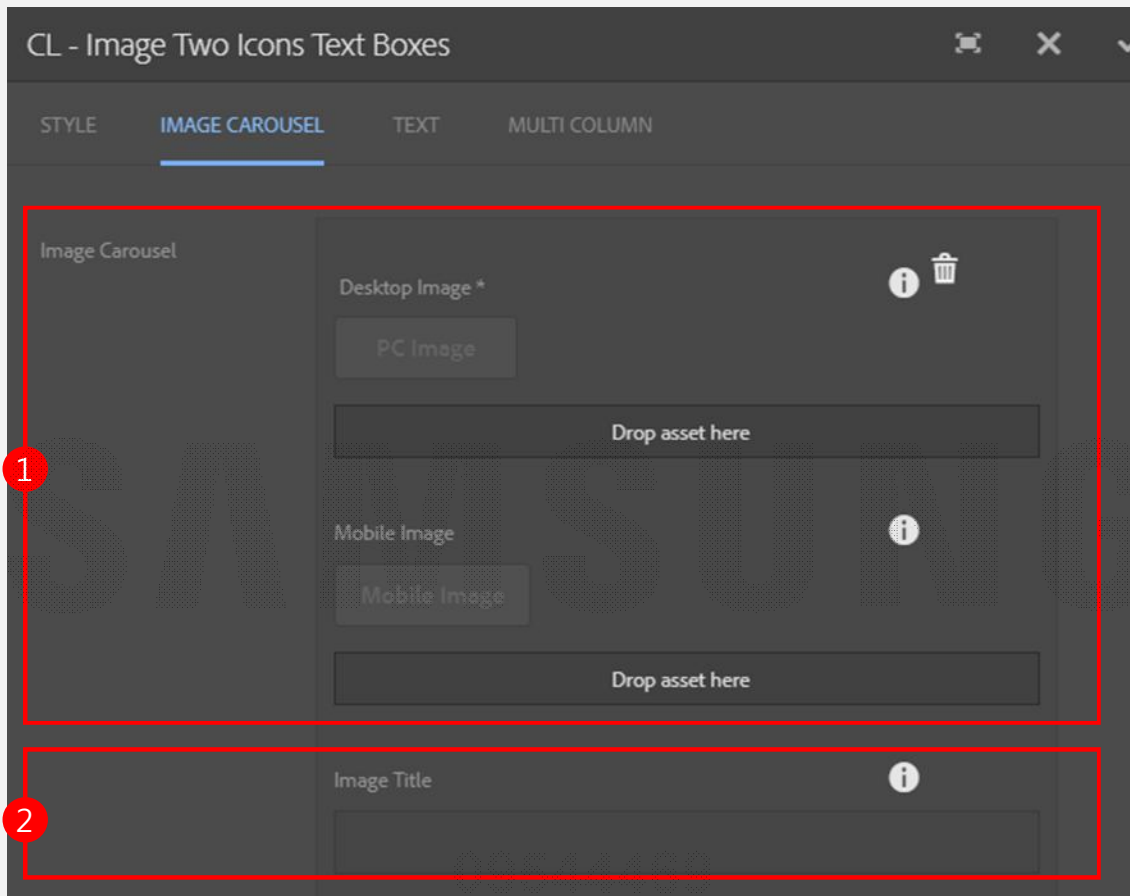 CL - Image Two Icons Text Boxes
STYLE IMAGE CAROUSEL TEXT MULTI COLUMN
Image Carousel
Desktop Image *
PC Image
Drop asset here
1
SAMSUNG
Mobile Image
Mobile Image
Drop asset here
Image Title
2